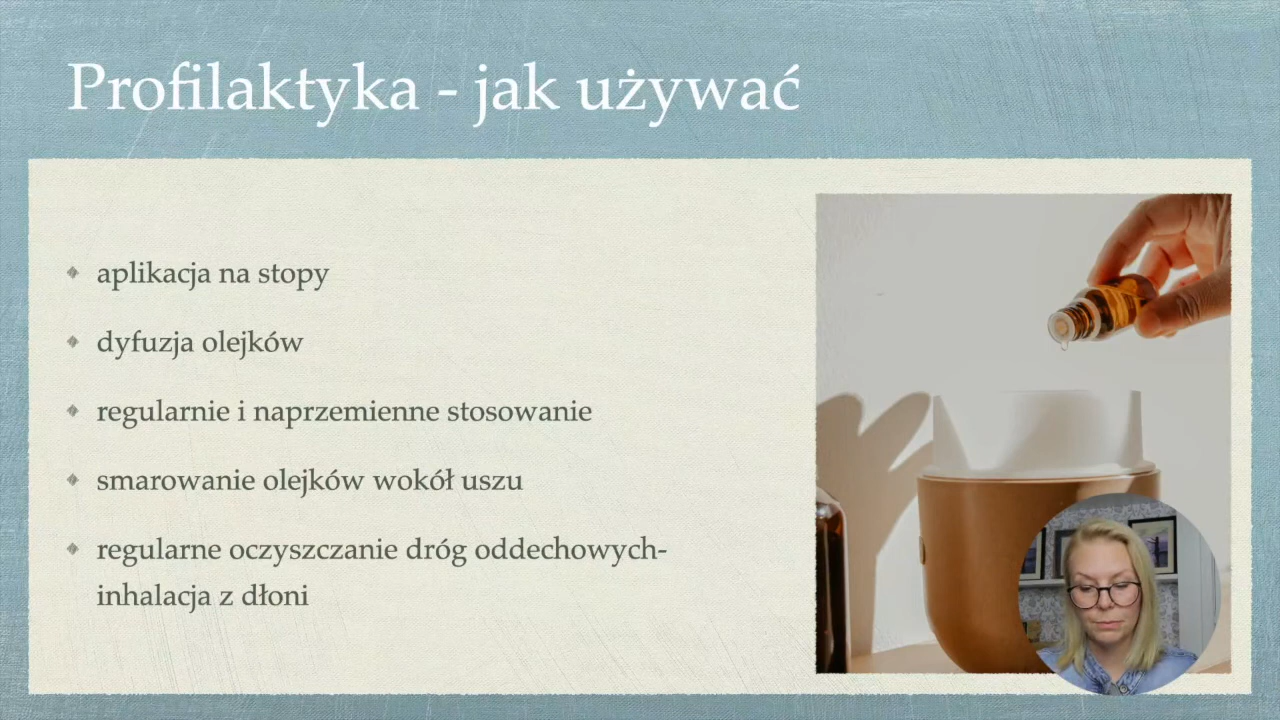 Profilaktyka - jak używać
aplikacja na stopy
dyfuzja olejków
regularnie i naprzemienne stosowanie
smarowanie olejków wokół uszu
regularne oczyszczanie dróg oddechowych-
inhalacja z dłoni